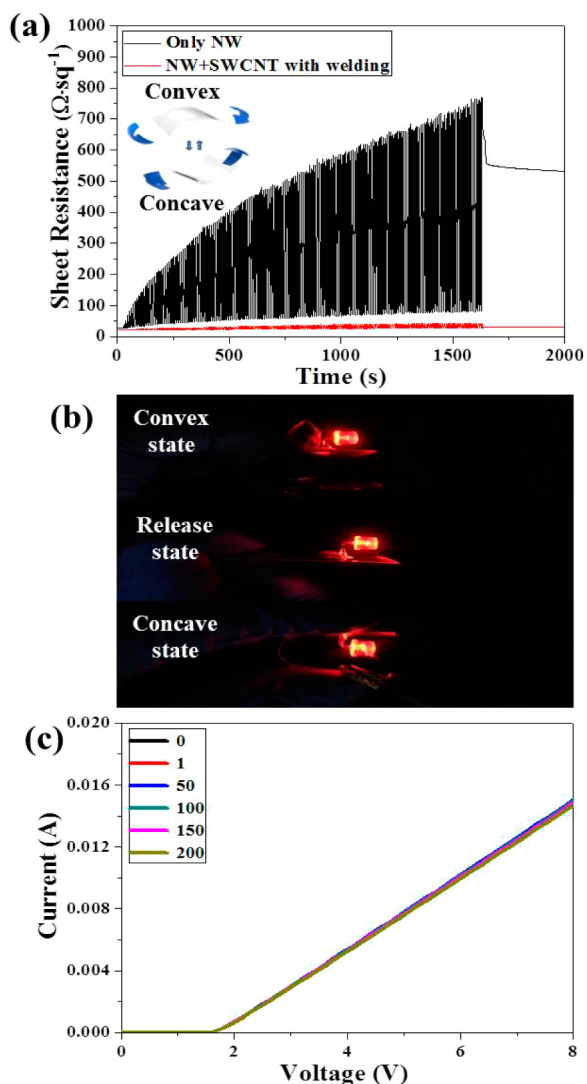 (a)
1000
900
800
700
600
500
400
300
200
100
0
Sheet Resistance (Ω·sq⁻¹)
Only NW
NW+SWCNT with welding
Convex
Concave
0 500 1000 1500 2000
Time (s)
(b)
Convex
state
Release
state
Concave
state
(c)
0.020
0.016
0.012
0.008
0.004
0.000
Current (A)
0
1
50
100
150
200
0 2 4 6 8
Voltage (V)